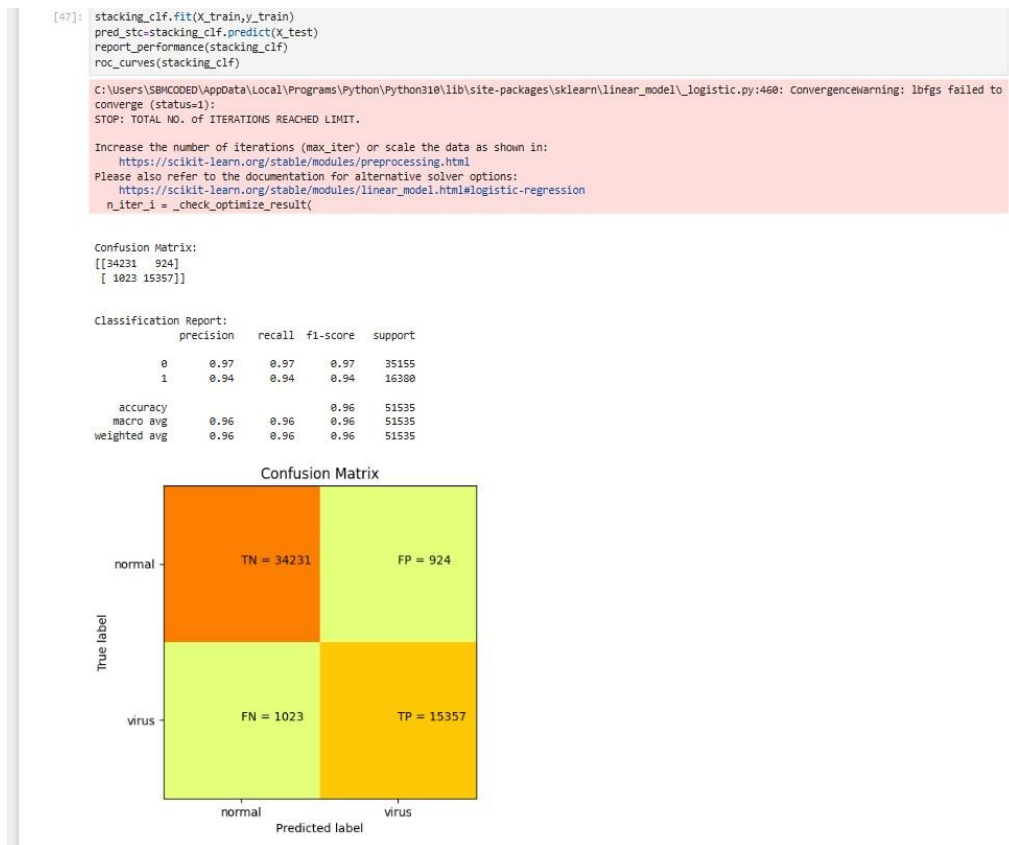 [47]: stacking_clf.fit(X_train,y_train)
pred_stc=stacking_clf.predict(X_test)
report_performance(stacking_clf)
roc_curves(stacking_clf)
C:\Users\SBMCODED\AppData\Local\Programs\Python\Python310\lib\site-packages\sklearn\linear_model\_logistic.py:460: ConvergenceWarning: lbfgs failed to
converge (status=1):
STOP: TOTAL NO. of ITERATIONS REACHED LIMIT.
Increase the number of iterations (max_iter) or scale the data as shown in:
https://scikit-learn.org/stable/modules/preprocessing.html
Please also refer to the documentation for alternative solver options:
https://scikit-learn.org/stable/modules/linear_model.html#logistic-regression
n_iter_i = _check_optimize_result(
Confusion Matrix:
[[34231 924]
[ 1023 15357]]
Classification Report:
precision recall f1-score support
0 0.97 0.97 0.97 35155
1 0.94 0.94 0.94 16380
accuracy 0.96 51535
macro avg 0.96 0.96 0.96 51535
weighted avg 0.96 0.96 0.96 51535
Confusion Matrix
normal TN = 34231 FP = 924
True label
virus FN = 1023 TP = 15357
normal virus
Predicted label